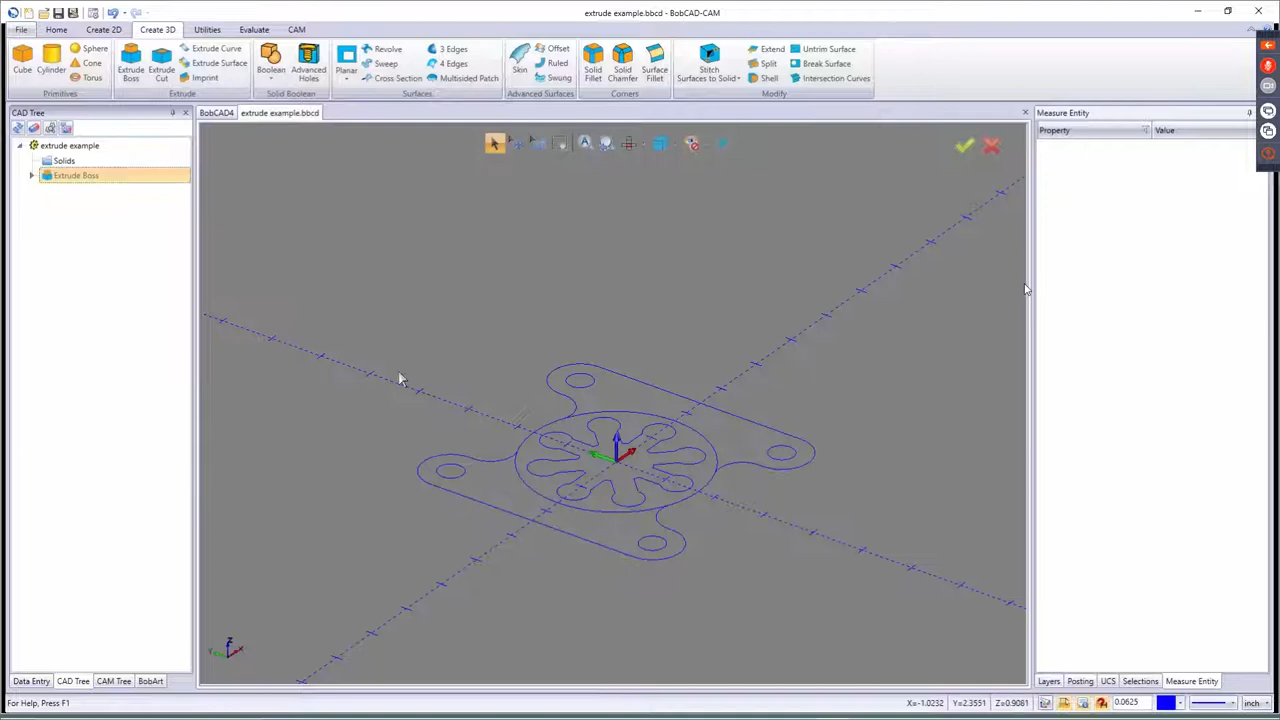 extrude example.bbcd - BobCAD-CAM
File Home Create 2D Create 3D Utilities Evaluate CAM
Cube Cylinder Sphere Cone Torus
Primitives
Extrude Boss Extrude Cut Extrude Curve Extrude Surface Imprint
Extrude
Boolean Advanced Holes
Solid Boolean
Planar Revolve Sweep Cross Section 3 Edges 4 Edges Multisided Patch
Surfaces
Skin Offset Ruled Swung
Advanced Surfaces
Solid Fillet Solid Chamfer Surface Fillet
Corners
Stitch Surfaces to Solid Extend Split Shell Untrim Surface Break Surface Intersection Curves
Modify
CAD Tree
BobCAD4 extrude example.bbcd
Measure Entity
Property Value
extrude example
Solids
Extrude Boss
Z
Y X
Data Entry CAD Tree CAM Tree BobArt
Layers Posting UCS Selections Measure Entity
For Help, Press F1
X=-1.0232 Y=2.3551 Z=0.9081 0.0625 inch